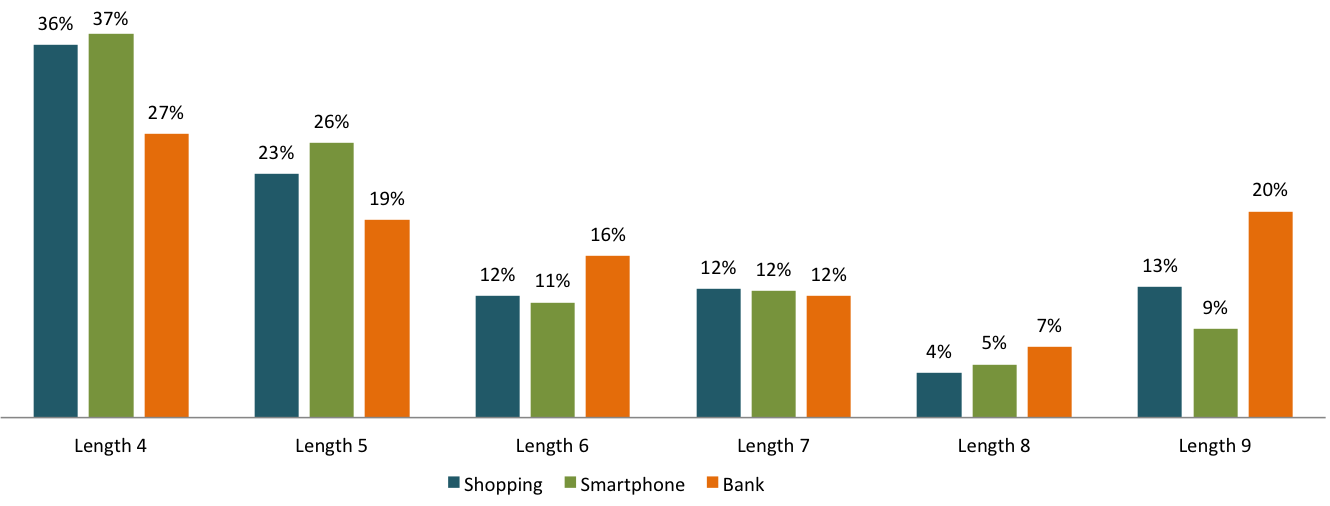 36% 37% 27%
23% 26% 19%
12% 11% 16%
12% 12% 12%
4% 5% 7%
13% 9% 20%
Length 4 Length 5 Length 6 Length 7 Length 8 Length 9
Shopping Smartphone Bank